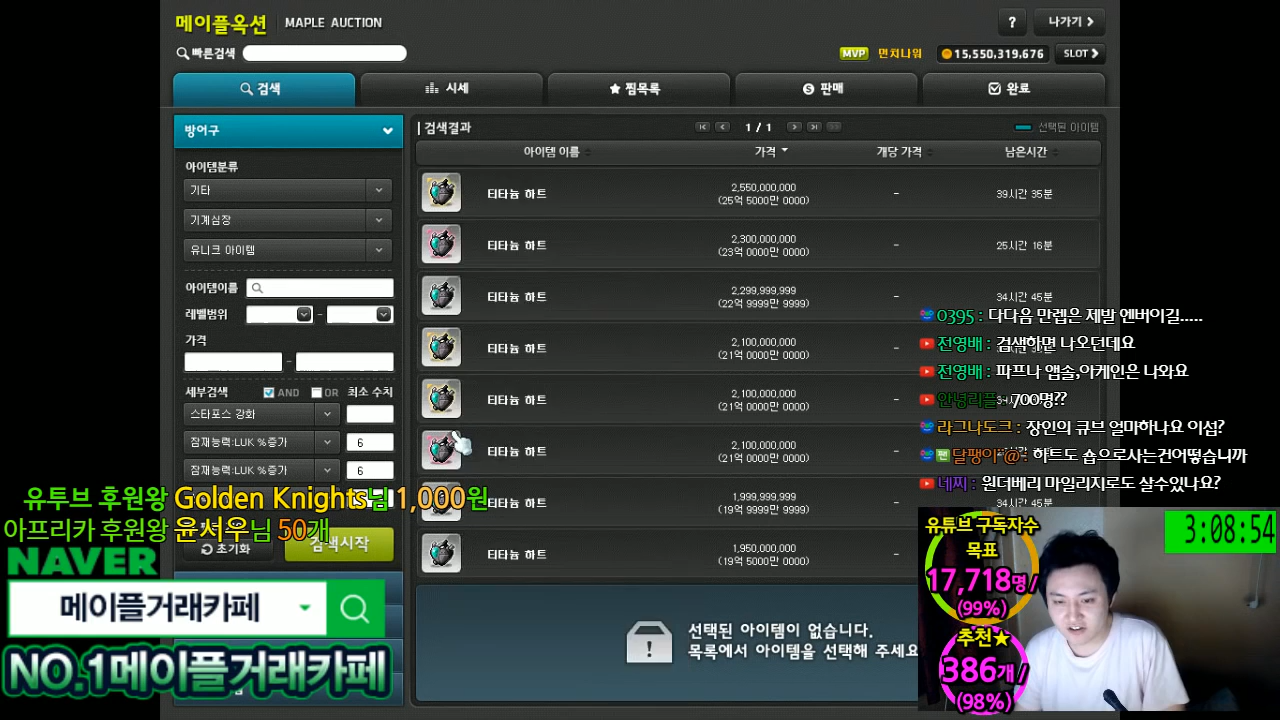 메이플옥션
MAPLE AUCTION
?
나가기
빠른검색
MVP
먼치나워
15,550,319,676
SLOT
검색
시세
찜목록
판매
완료
방어구
아이템분류
기타
기계심장
유니크 아이템
아이템이름
레벨범위
-
가격
-
세부검색
AND
OR
최소 수치
스타포스 강화
잠재능력:LUK %증가
6
잠재능력:LUK %증가
6
초기화
검색시작
검색결과
1 / 1
선택된 아이템
아이템 이름
가격
개당 가격
남은시간
티타늄 하트
2,550,000,000
(25억 5000만 0000)
-
39시간 35분
티타늄 하트
2,300,000,000
(23억 0000만 0000)
-
25시간 16분
티타늄 하트
2,299,999,999
(22억 9999만 9999)
-
34시간 45분
티타늄 하트
2,100,000,000
(21억 0000만 0000)
-
티타늄 하트
2,100,000,000
(21억 0000만 0000)
-
티타늄 하트
2,100,000,000
(21억 0000만 0000)
-
티타늄 하트
1,999,999,999
(19억 9999만 9999)
-
34시간 45분
티타늄 하트
1,950,000,000
(19억 5000만 0000)
-
선택된 아이템이 없습니다.
목록에서 아이템을 선택해 주세요
0395 : 다다음 만렙은 제발 엔버이길.....
전영배 : 검색하면 나오던데요
전영배 : 파프나 앱솔,아케인은 나와요
안녕리플 : 700명??
라그나도크 : 장인의 큐브 얼마하나요 이섭?
팬 달팽이'@'- : 하트도 숍으로사는건어떻습니까
네찌 : 원더베리 마일리지로도 살수있나요?
유튜브 후원왕 Golden Knights님 1,000원
아프리카 후원왕 윤서우님 50개
NAVER
메이플거래카페
NO.1메이플거래카페
유튜브 구독자수
목표
17,718명/
(99%)
추천★
386개/
(98%)
3:08:54